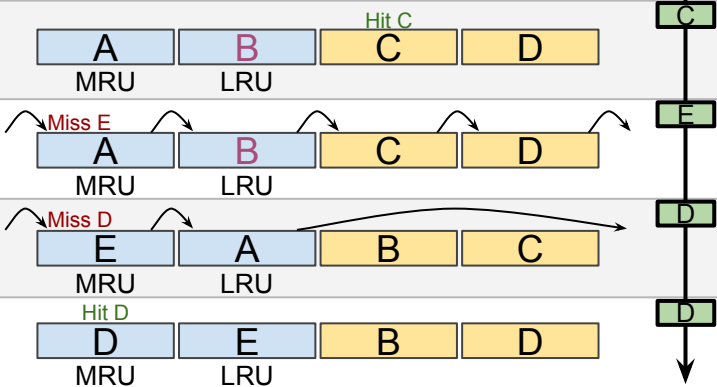 Hit C
A B C D
MRU LRU
C
Miss E
A B C D
MRU LRU
E
Miss D
E A B C
MRU LRU
D
Hit D
D E B D
MRU LRU
D